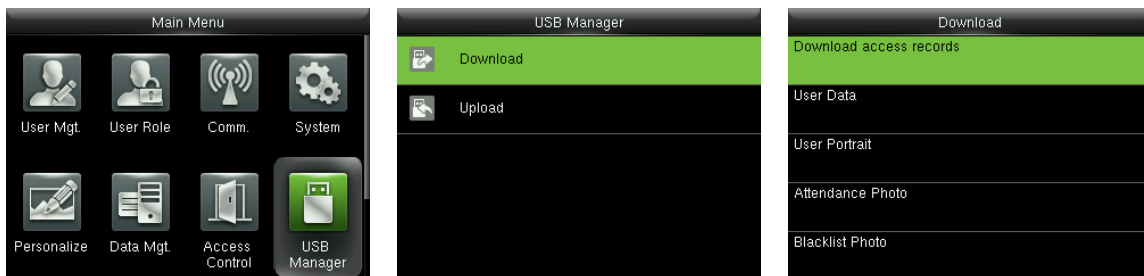 Main Menu
User Mgt.
User Role
Comm.
System
Personalize
Data Mgt.
Access
Control
USB
Manager
USB Manager
Download
Upload
Download
Download access records
User Data
User Portrait
Attendance Photo
Blacklist Photo